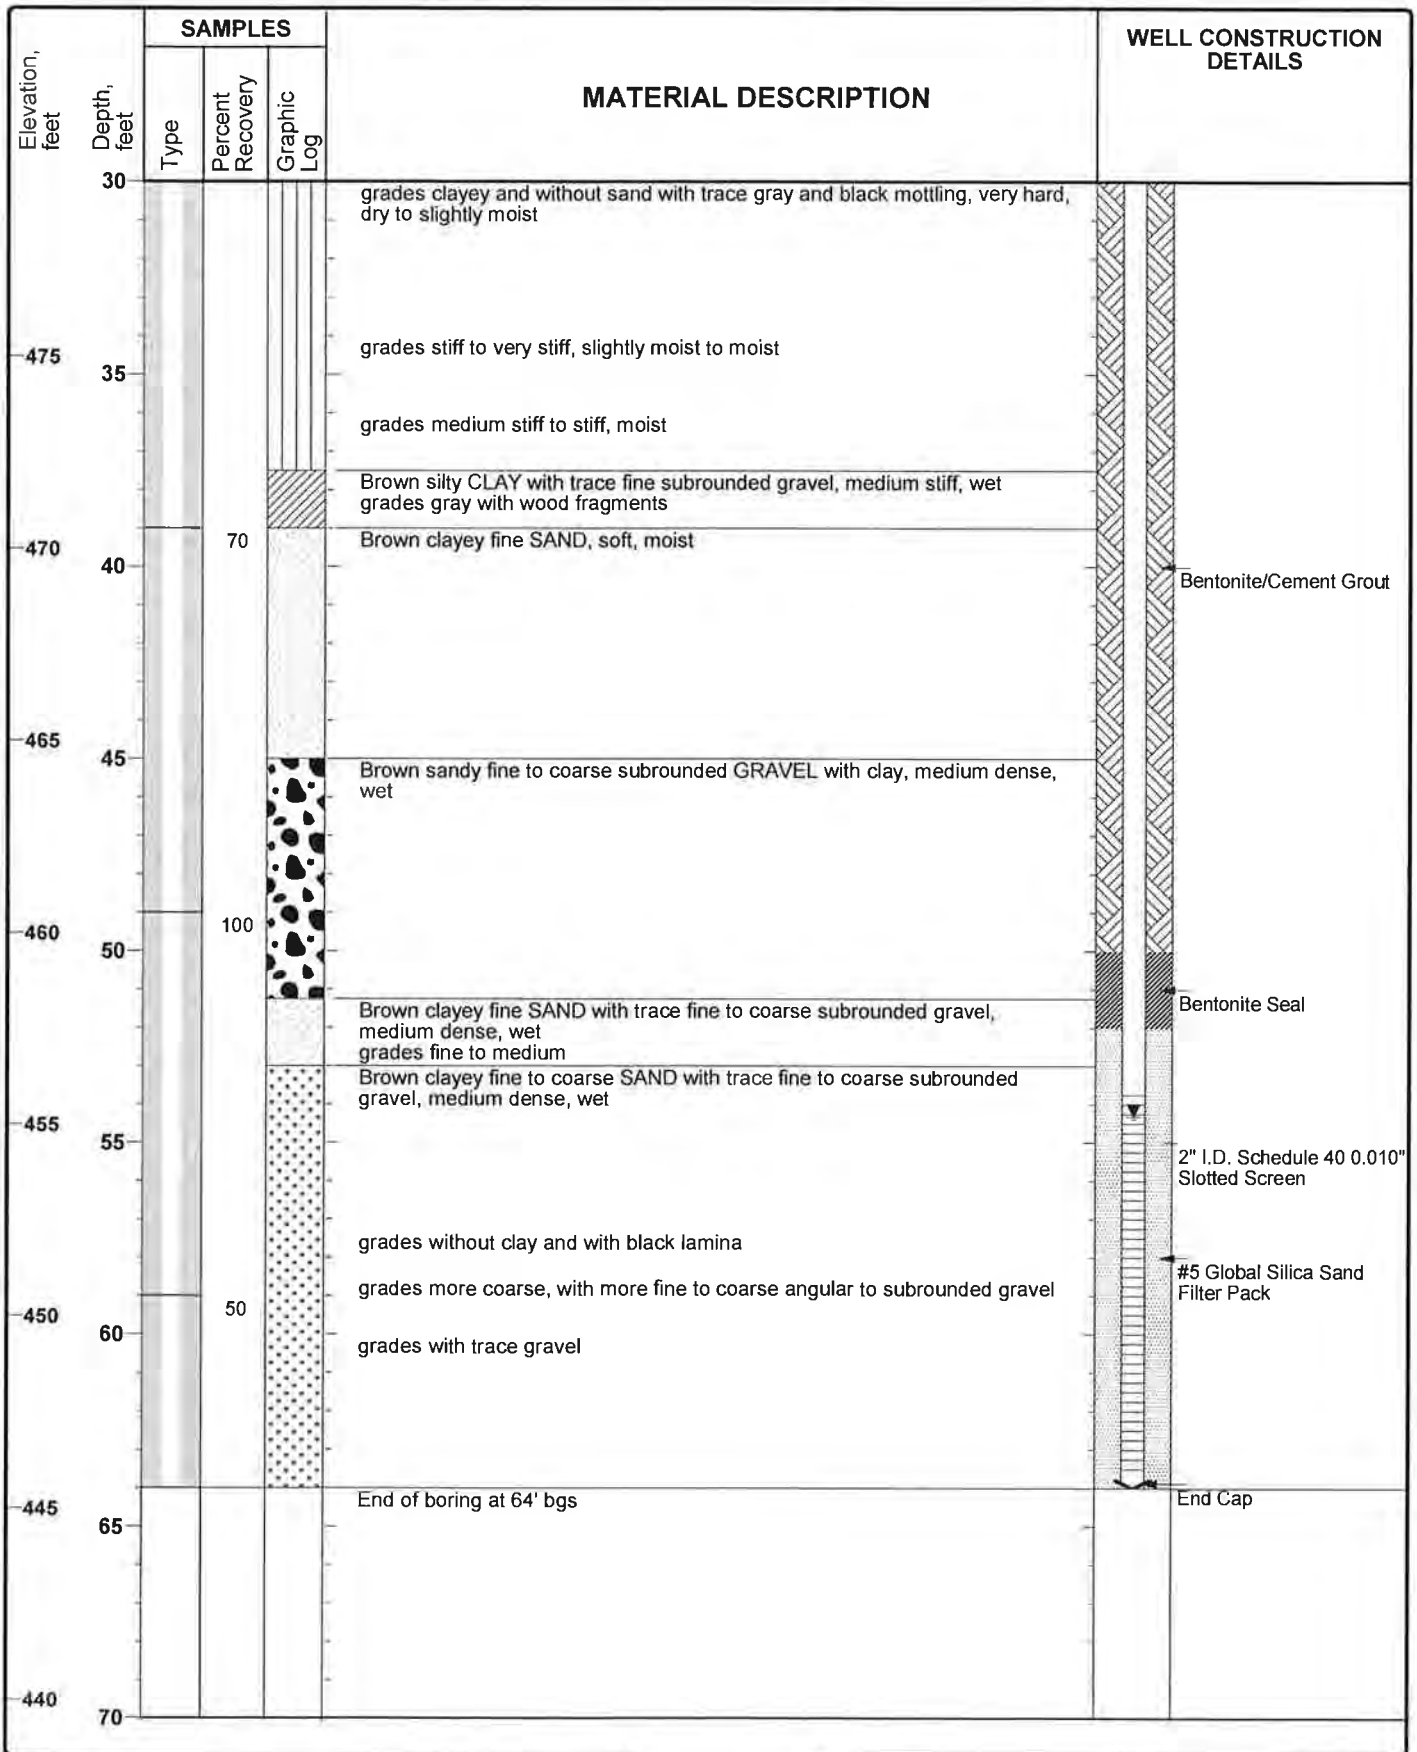 SAMPLES
WELL CONSTRUCTION
DETAILS
MATERIAL DESCRIPTION
Elevation,
feet
Depth,
feet
Type
Percent
Recovery
Graphic
Log
30
grades clayey and without sand with trace gray and black mottling, very hard,
dry to slightly moist
475
grades stiff to very stiff, slightly moist to moist
35
grades medium stiff to stiff, moist
Brown silty CLAY with trace fine subrounded gravel, medium stiff, wet
grades gray with wood fragments
470
70
Brown clayey fine SAND, soft, moist
40
Bentonite/Cement Grout
465
45
Brown sandy fine to coarse subrounded GRAVEL with clay, medium dense,
wet
460
100
50
Brown clayey fine SAND with trace fine to coarse subrounded gravel,
medium dense, wet
grades fine to medium
Bentonite Seal
Brown clayey fine to coarse SAND with trace fine to coarse subrounded
gravel, medium dense, wet
455
55
2" I.D. Schedule 40 0.010"
Slotted Screen
grades without clay and with black lamina
grades more coarse, with more fine to coarse angular to subrounded gravel
#5 Global Silica Sand
Filter Pack
450
50
60
grades with trace gravel
End of boring at 64' bgs
End Cap
445
65
440
70